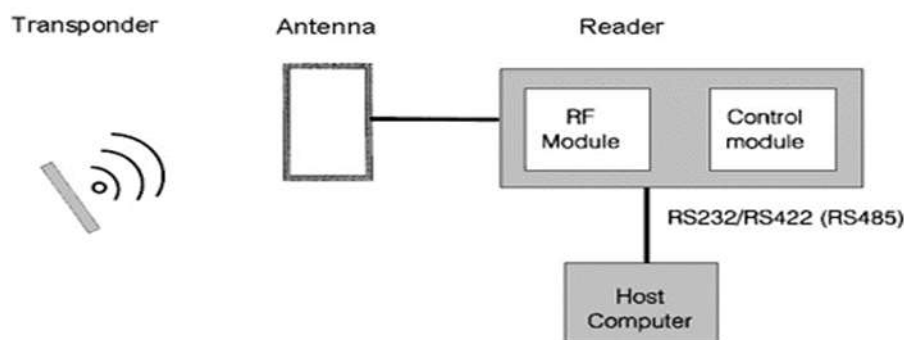 Transponder
Antenna
Reader
RF
Module
Control
module
RS232/RS422 (RS485)
Host
Computer